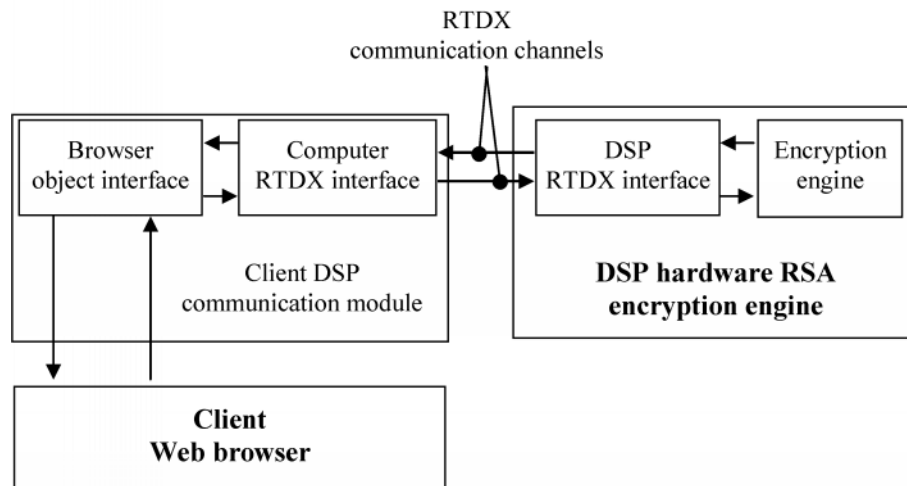 RTDX
communication channels
Browser
object interface
Computer
RTDX interface
DSP
RTDX interface
Encryption
engine
Client DSP
communication module
DSP hardware RSA
encryption engine
Client
Web browser